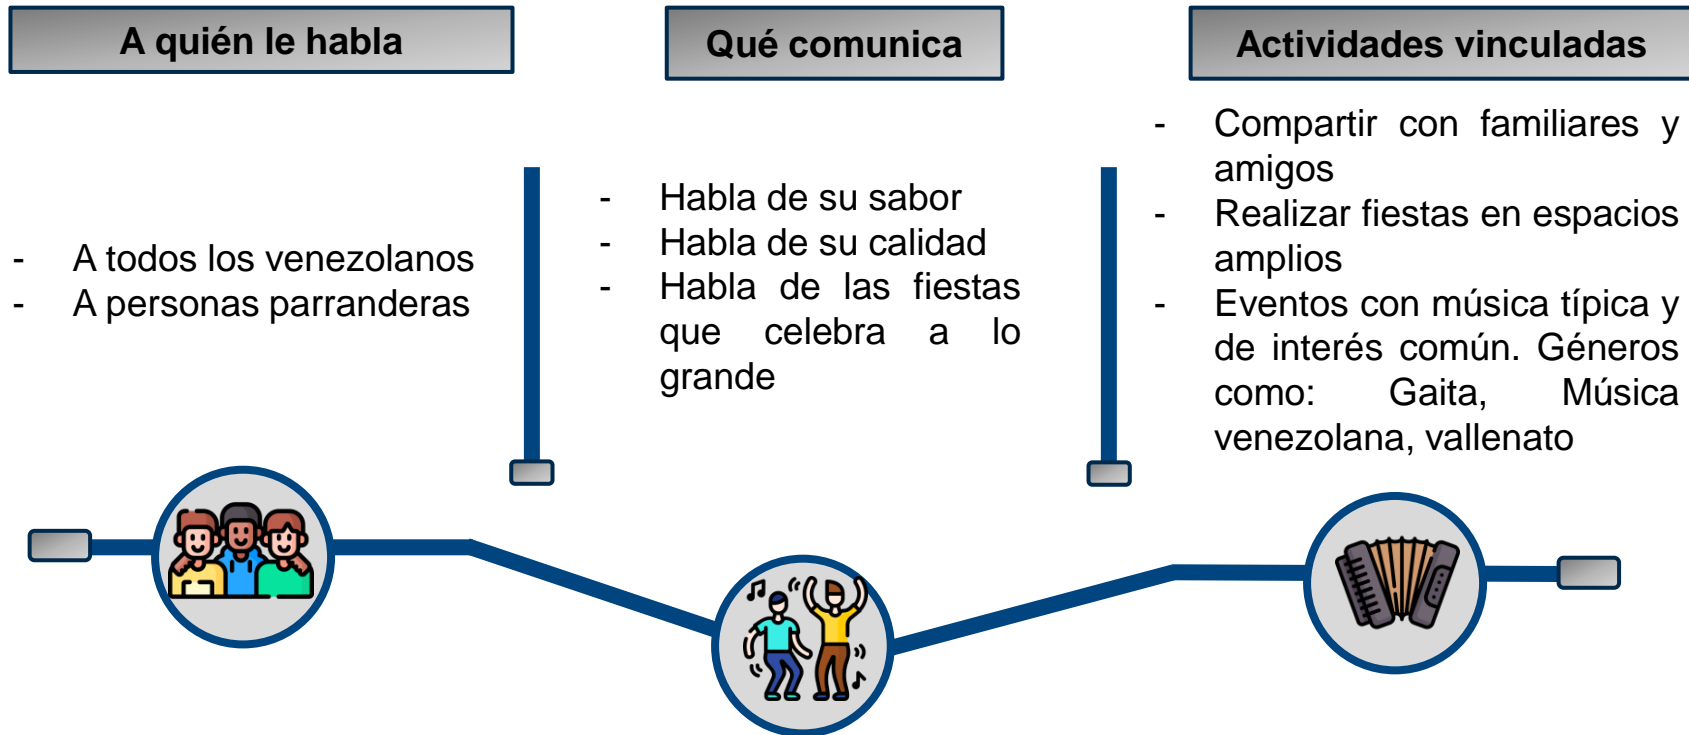 A quién le habla
- A todos los venezolanos
- A personas parranderas
Qué comunica
- Habla de su sabor
- Habla de su calidad
- Habla de las fiestas
que celebra a lo
grande
Actividades vinculadas
- Compartir con familiares y
amigos
- Realizar fiestas en espacios
amplios
- Eventos con música típica y
de interés común. Géneros
como: Gaita, Música
venezolana, vallenato